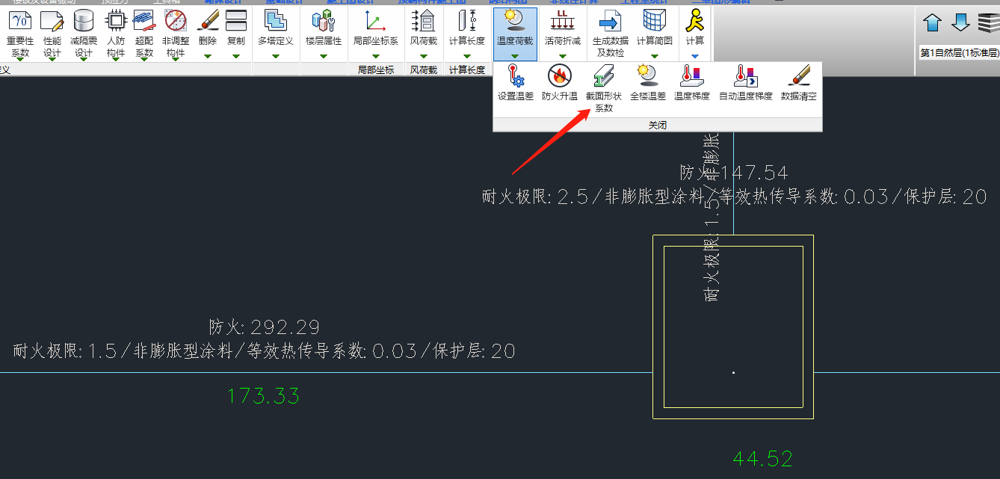 重要性系数
性能设计
减隔震设计
人防构件
超配系数
非调整构件
删除
复制
多塔定义
楼层属性
局部坐标系
风荷载
计算长度
温度荷载
活荷折减
生成数据及数检
计算简图
计算
第1自然层(1标准层)
义
局部坐标
风荷载
计算长度
设置温差
防火升温
截面形状系数
全楼温差
温度梯度
自动温度梯度
数据清空
关闭
防火: 147.54
耐火极限: 2.5/非膨胀型涂料/等效热传导系数: 0.03/保护层: 20
耐火极限: 1.5/非膨胀
防火: 292.29
耐火极限: 1.5/非膨胀型涂料/等效热传导系数: 0.03/保护层: 20
173.33
44.52